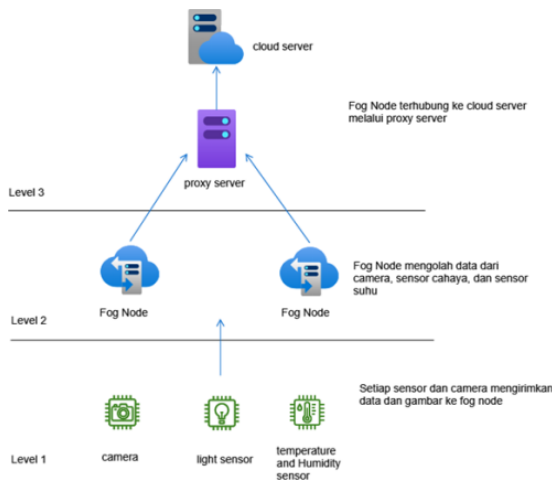 cloud server
Fog Node terhubung ke cloud server
melalui proxy server
proxy server
Level 3
Fog Node mengolah data dari
camera, sensor cahaya, dan sensor
suhu
Fog Node
Fog Node
Level 2
Setiap sensor dan camera mengirimkan
data dan gambar ke fog node
camera
light sensor
temperature
and Humidity
sensor
Level 1